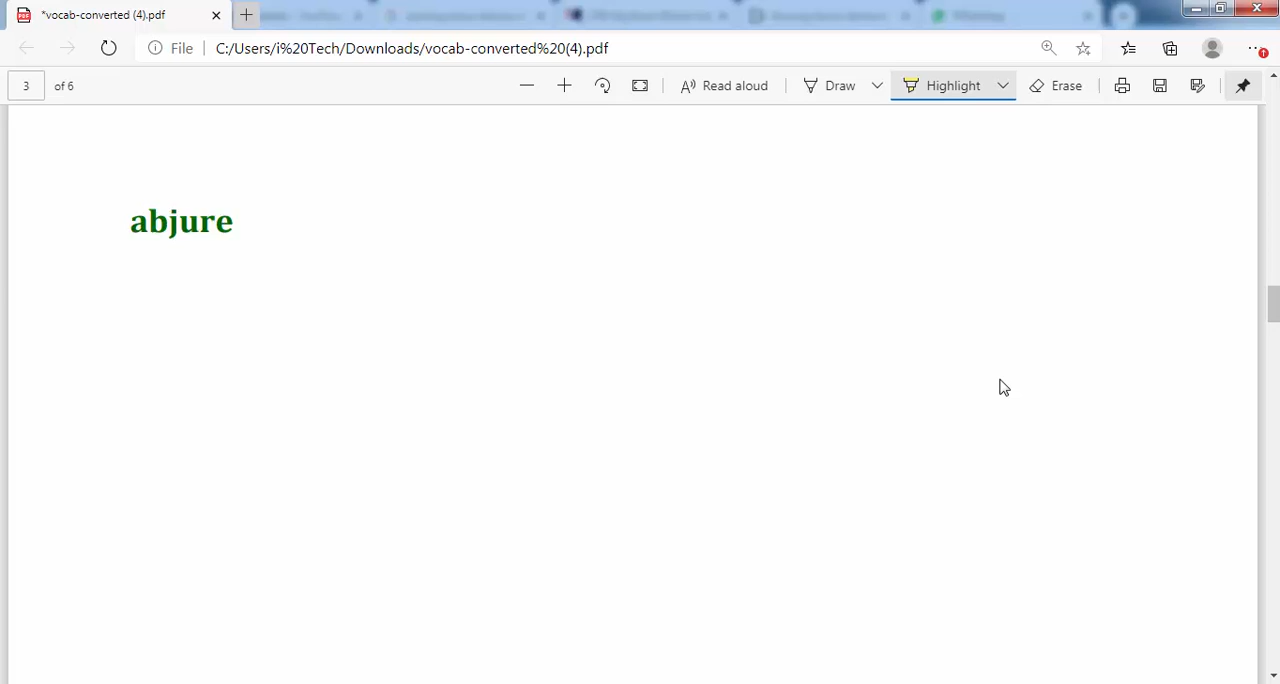 *vocab-converted (4).pdf
File | C:/Users/i%20Tech/Downloads/vocab-converted%20(4).pdf
3 of 6 Read aloud Draw Highlight Erase
abjure